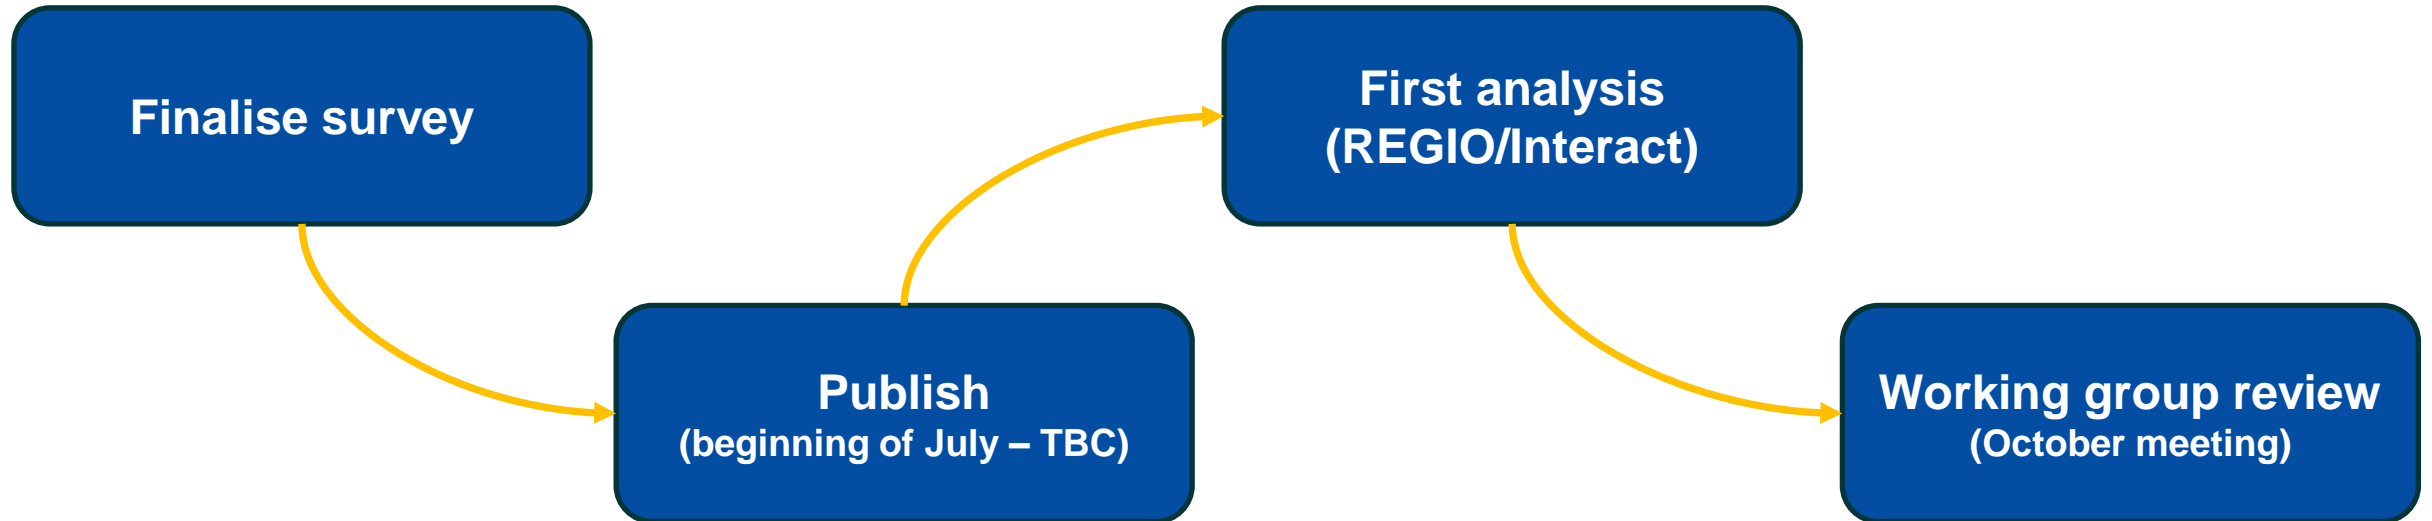 Finalise survey
Publish
(beginning of July – TBC)
First analysis
(REGIO/Interact)
Working group review
(October meeting)